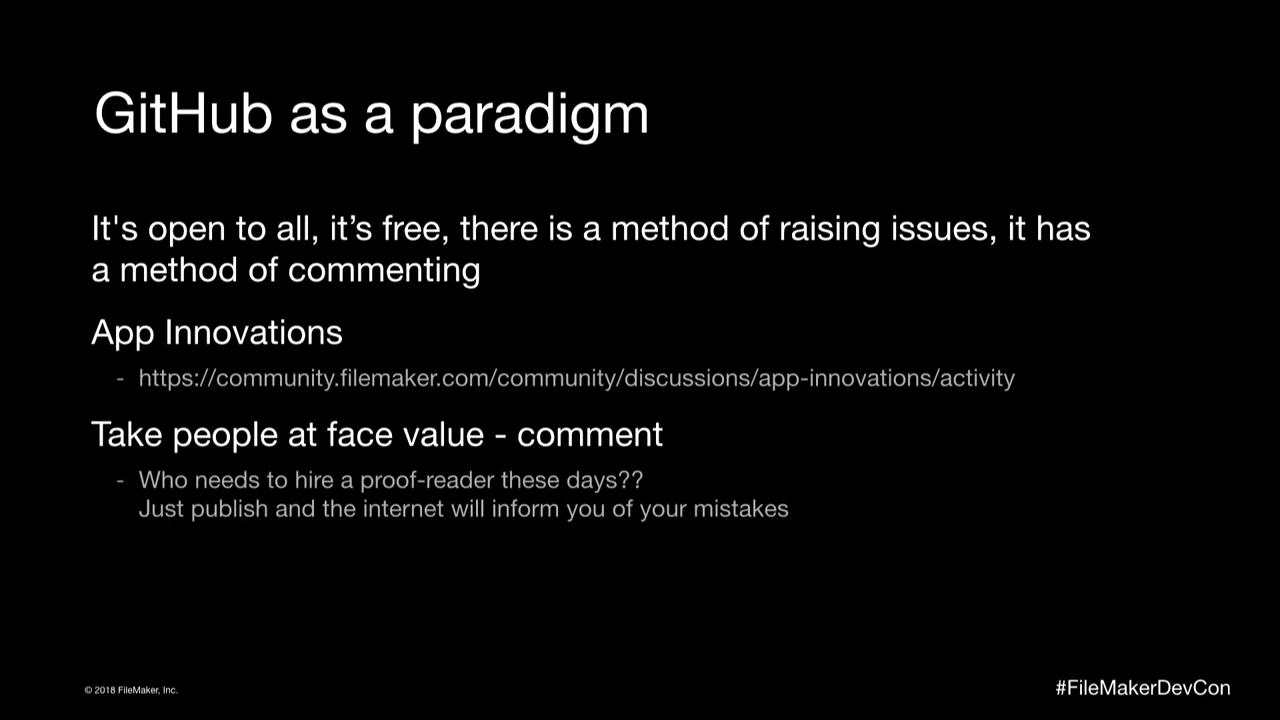 GitHub as a paradigm
It's open to all, it’s free, there is a method of raising issues, it has
a method of commenting
App Innovations
- https://community.filemaker.com/community/discussions/app-innovations/activity
Take people at face value - comment
- Who needs to hire a proof-reader these days??
Just publish and the internet will inform you of your mistakes
© 2018 FileMaker, Inc.
#FileMakerDevCon